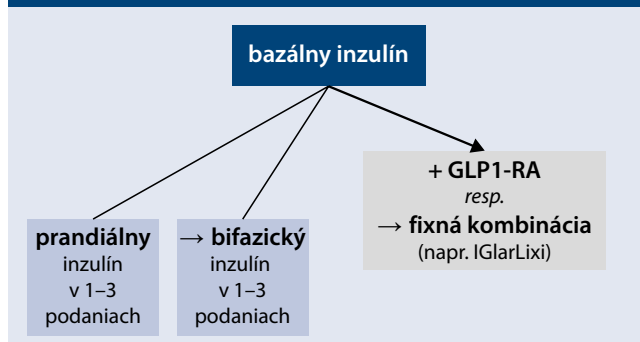 bazálny inzulín
+ GLP1-RA
resp.
→ fixná kombinácia
(napr. IGlarLixi)
prandiálny
inzulín
v 1–3
podaniach
→ bifazický
inzulín
v 1–3
podaniach